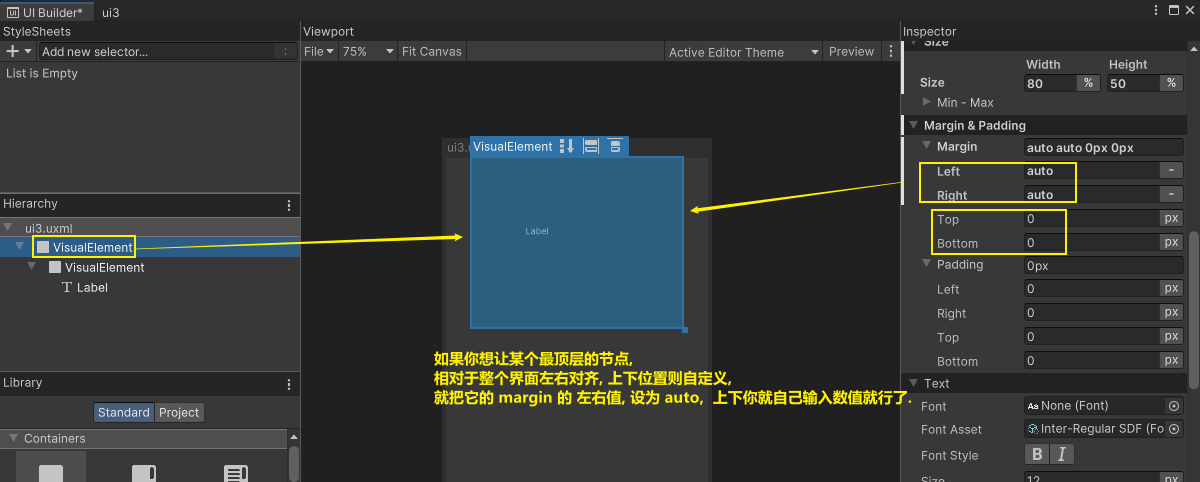 UI Builder*
ui3
StyleSheets
Add new selector...
List is Empty
Hierarchy
ui3.uxml
VisualElement
VisualElement
Label
Library
Standard
Project
Containers
Viewport
File
75%
Fit Canvas
Active Editor Theme
Preview
VisualElement
Label
如果你想让某个最顶层的节点,
相对于整个界面左右对齐, 上下位置则自定义,
就把它的 margin 的 左右值, 设为 auto, 上下你就自己输入数值就行了.
Inspector
Size
Width Height
Size 80 % 50 %
Min - Max
Margin & Padding
Margin auto auto 0px 0px
Left auto -
Right auto -
Top 0 px
Bottom 0 px
Padding 0px
Left 0 px
Right 0 px
Top 0 px
Bottom 0 px
Text
Font Aa None (Font)
Font Asset Inter-Regular SDF (Fo
Font Style B I
Size 12 px